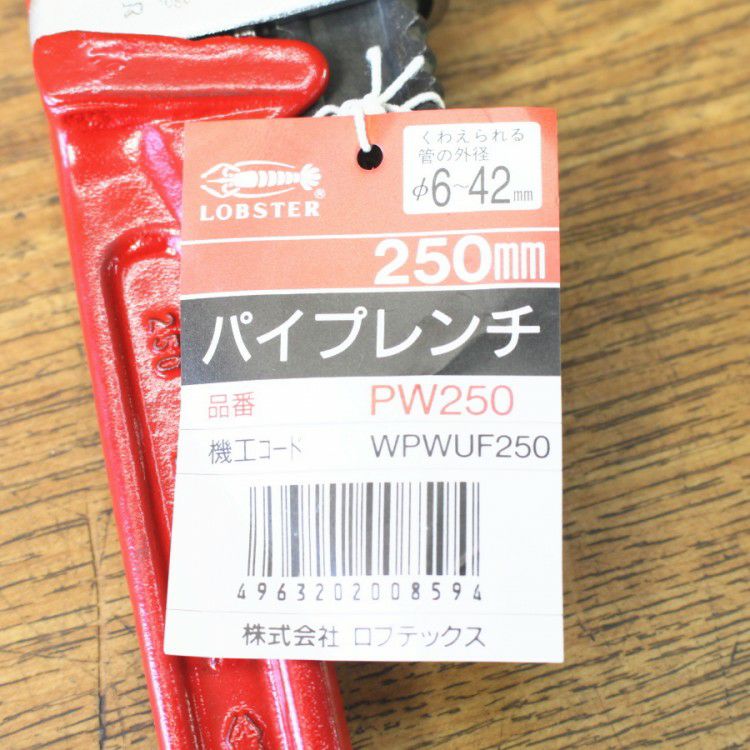 くわえられる
管の外径
φ6~42mm
LOBSTER®
250mm
パイプレンチ
品番 PW250
機工コード WPWUF250
4963202008594
株式会社 ロブテックス
250